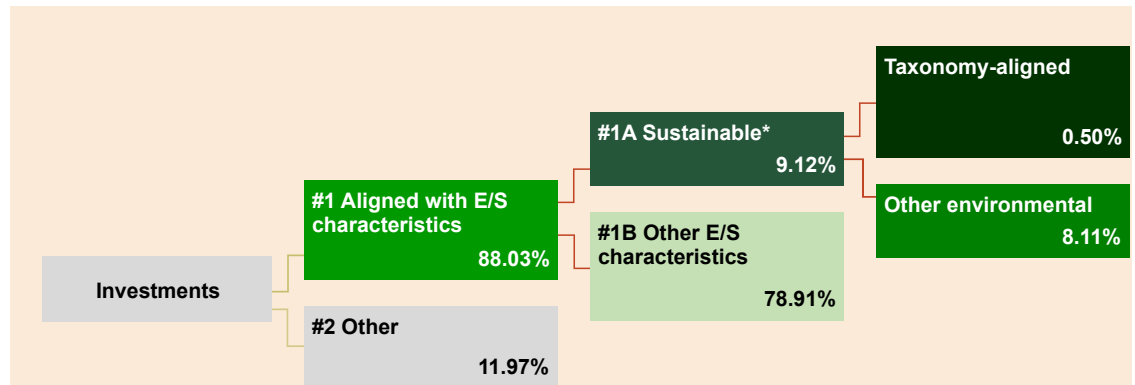 Investments
#1 Aligned with E/S
characteristics
88.03%
#2 Other
11.97%
#1A Sustainable*
9.12%
#1B Other E/S
characteristics
78.91%
Taxonomy-aligned
0.50%
Other environmental
8.11%